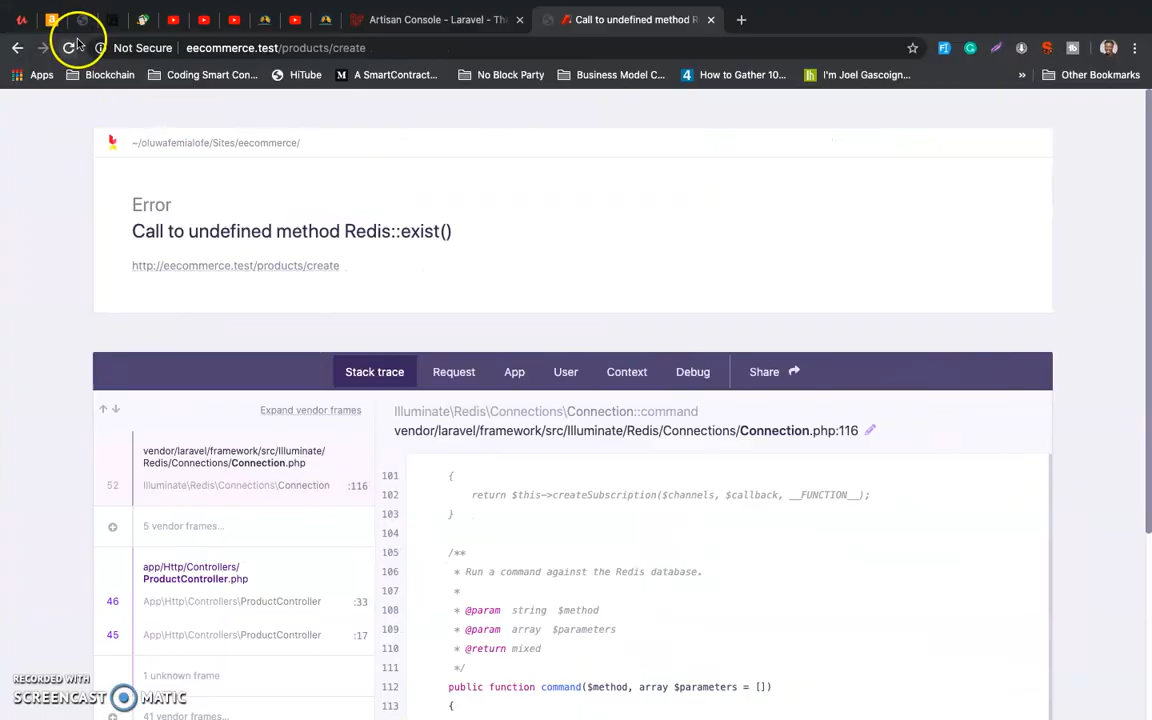 Artisan Console - Laravel - The
Call to undefined method R
Not Secure
eecommerce.test/products/create
Apps
Blockchain
Coding Smart Con...
HiTube
M A SmartContract...
No Block Party
Business Model C...
4 How to Gather 10...
hi I'm Joel Gascoign...
»
Other Bookmarks
~/oluwafemialofe/Sites/eecommerce/
Error
Call to undefined method Redis::exist()
http://eecommerce.test/products/create
Stack trace
Request
App
User
Context
Debug
Share
Expand vendor frames
Illuminate\Redis\Connections\Connection::command
vendor/laravel/framework/src/Illuminate/Redis/Connections/Connection.php:116
vendor/laravel/framework/src/Illuminate/
Redis/Connections/Connection.php
52 Illuminate\Redis\Connections\Connection :116
5 vendor frames...
app/Http/Controllers/
ProductController.php
46 App\Http\Controllers\ProductController :33
45 App\Http\Controllers\ProductController :17
1 unknown frame
41 vendor frames...
101 {
102 return $this->createSubscription($channels, $callback, __FUNCTION__);
103 }
104
105 /**
106 * Run a command against the Redis database.
107 *
108 * @param string $method
109 * @param array $parameters
110 * @return mixed
111 */
112 public function command($method, array $parameters = [])
113 {
RECORDED WITH
SCREENCAST MATIC